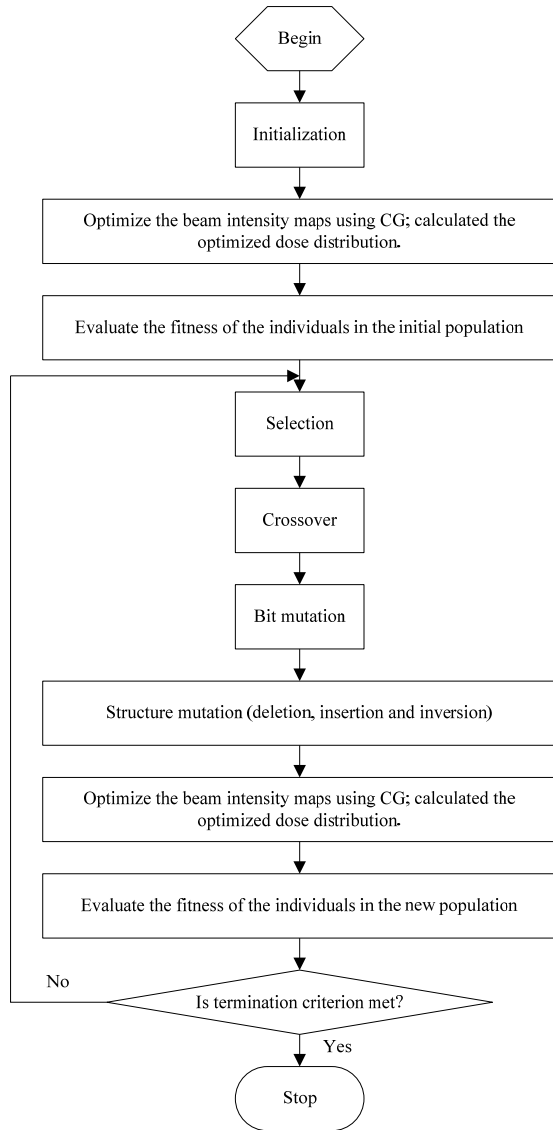 Begin
Initialization
Optimize the beam intensity maps using CG; calculated the
optimized dose distribution.
Evaluate the fitness of the individuals in the initial population
Selection
Crossover
Bit mutation
Structure mutation (deletion, insertion and inversion)
Optimize the beam intensity maps using CG; calculated the
optimized dose distribution.
Evaluate the fitness of the individuals in the new population
No
Is termination criterion met?
Yes
Stop